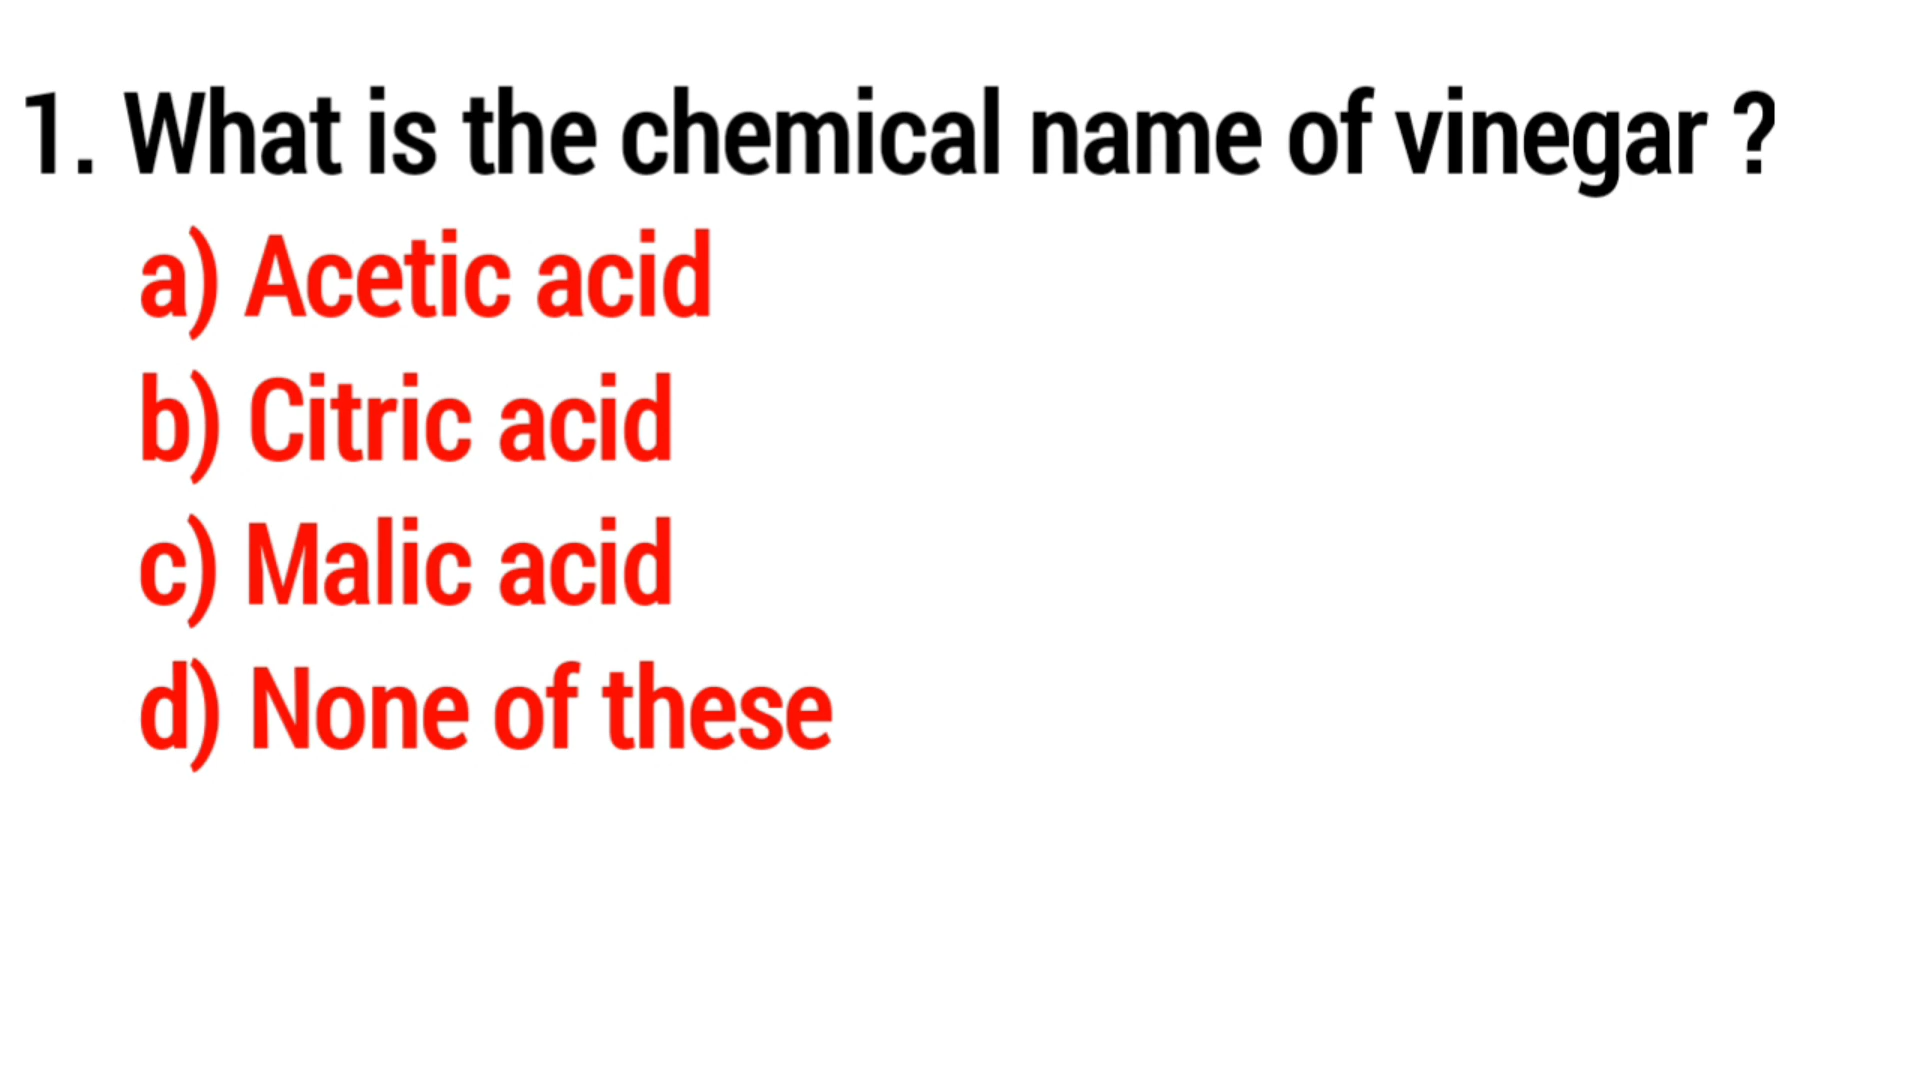 1. What is the chemical name of vinegar ?
a) Acetic acid
b) Citric acid
c) Malic acid
d) None of these